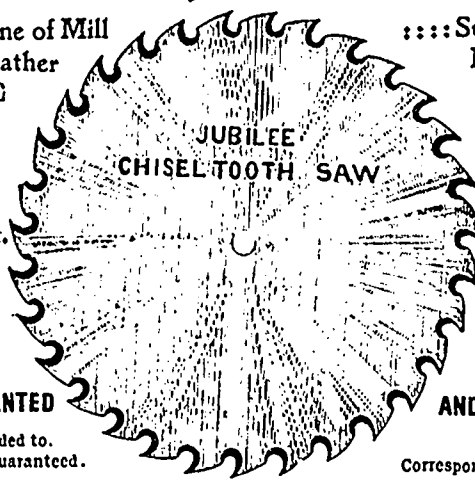 ne of Mill
::::
ather
JUBILEE
CHISEL TOOTH SAW
NTED
AND
ded to.
uaranteed.
Correspon